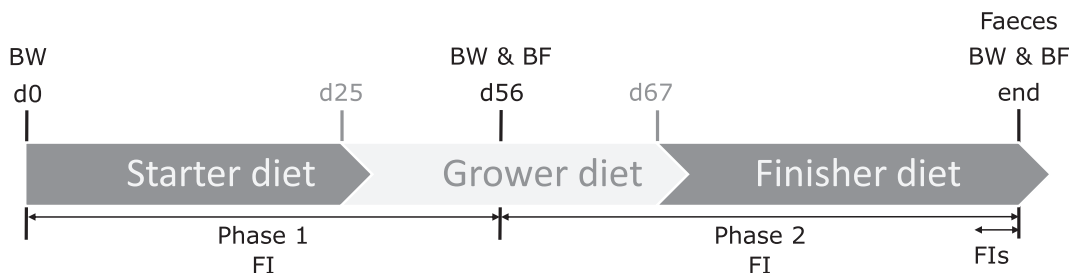 Faeces
BW BW & BF BW & BF
d0 d25 d56 d67 end
Starter diet Grower diet Finisher diet
Phase 1 Phase 2
FI FI FIs